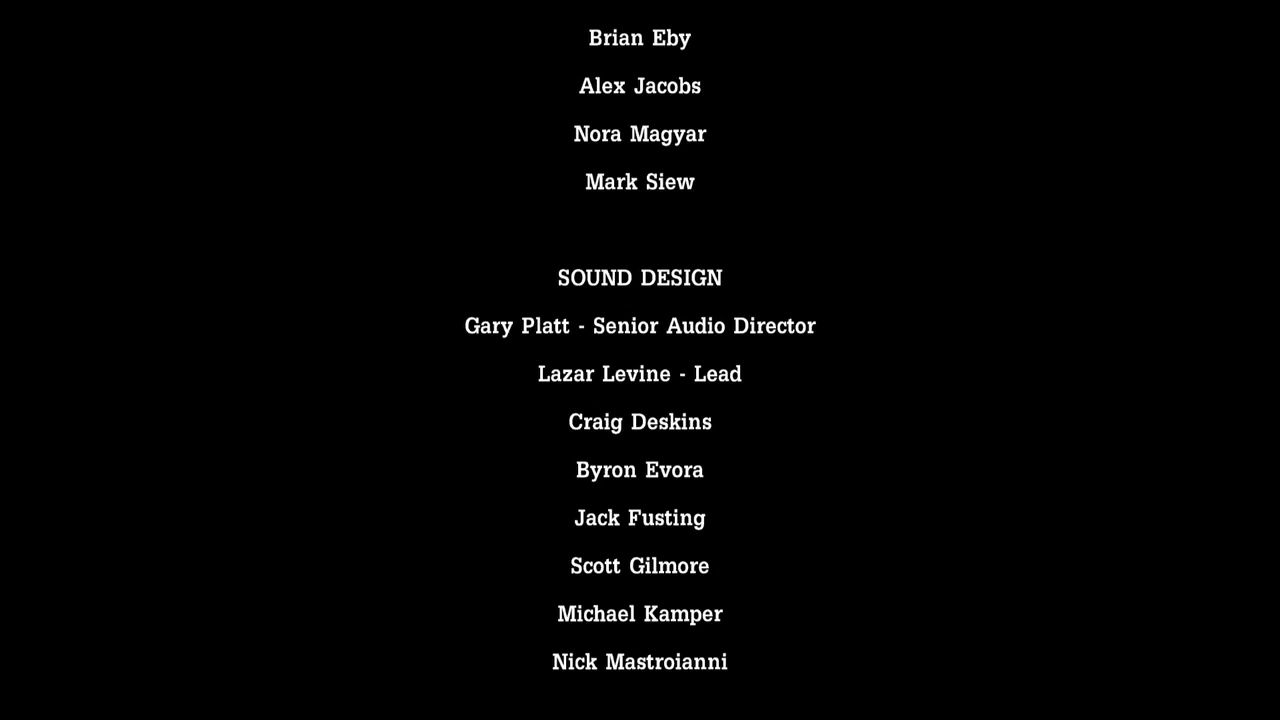 Brian Eby
Alex Jacobs
Nora Magyar
Mark Siew
SOUND DESIGN
Gary Platt - Senior Audio Director
Lazar Levine - Lead
Craig Deskins
Byron Evora
Jack Fusting
Scott Gilmore
Michael Kamper
Nick Mastroianni